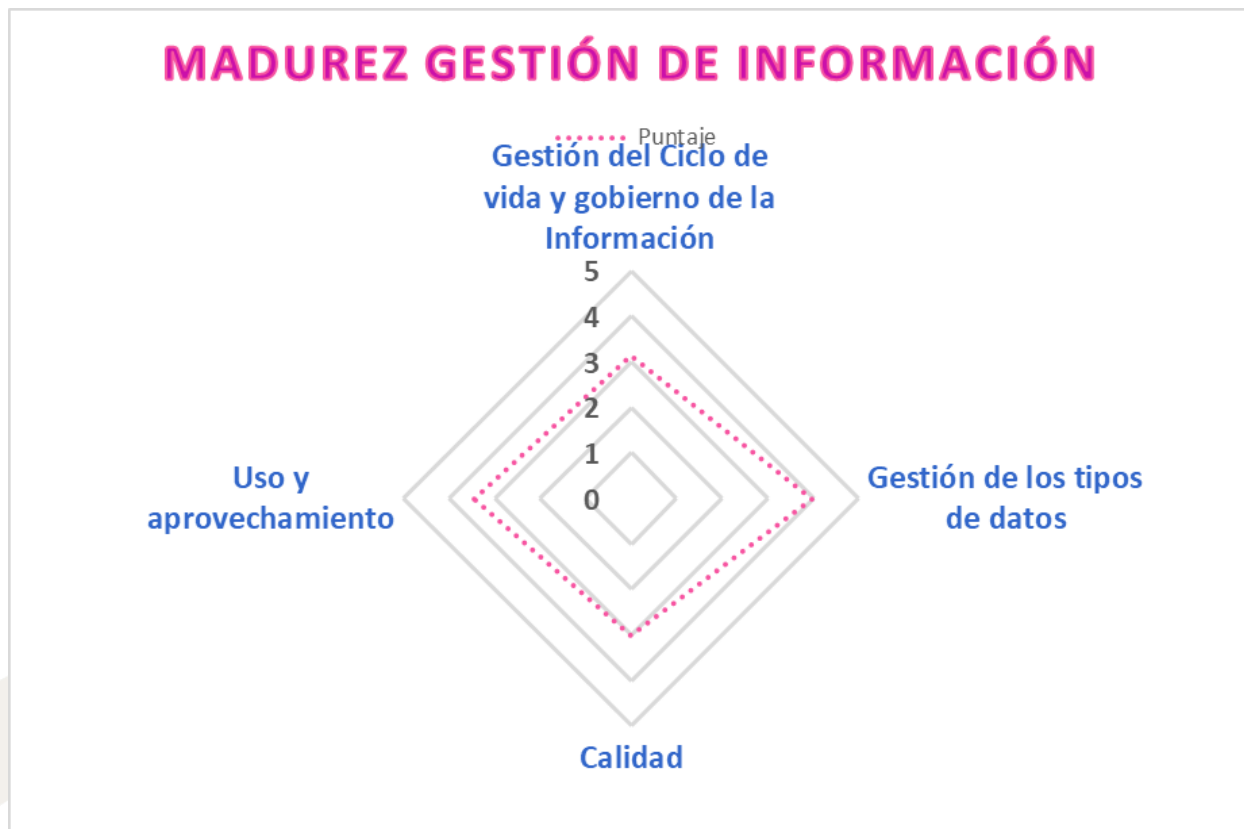 MADUREZ GESTIÓN DE INFORMACIÓN
Puntaje
Gestión del Ciclo de
vida y gobierno de la
Información
5
4
3
2
1
0
Uso y
aprovechamiento
Gestión de los tipos
de datos
Calidad